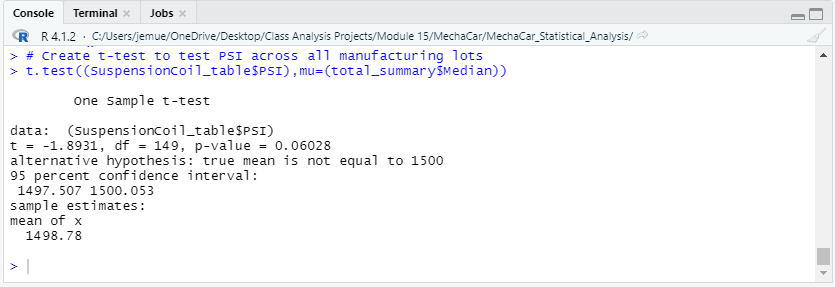 Console Terminal × Jobs ×
R 4.1.2 · C:/Users/jemue/OneDrive/Desktop/Class Analysis Projects/Module 15/MechaCar/MechaCar_Statistical_Analysis/
> # Create t-test to test PSI across all manufacturing lots
> t.test((SuspensionCoil_table$PSI),mu=(total_summary$Median))
One Sample t-test
data:  (SuspensionCoil_table$PSI)
t = -1.8931, df = 149, p-value = 0.06028
alternative hypothesis: true mean is not equal to 1500
95 percent confidence interval:
1497.507 1500.053
sample estimates:
mean of x
1498.78
>